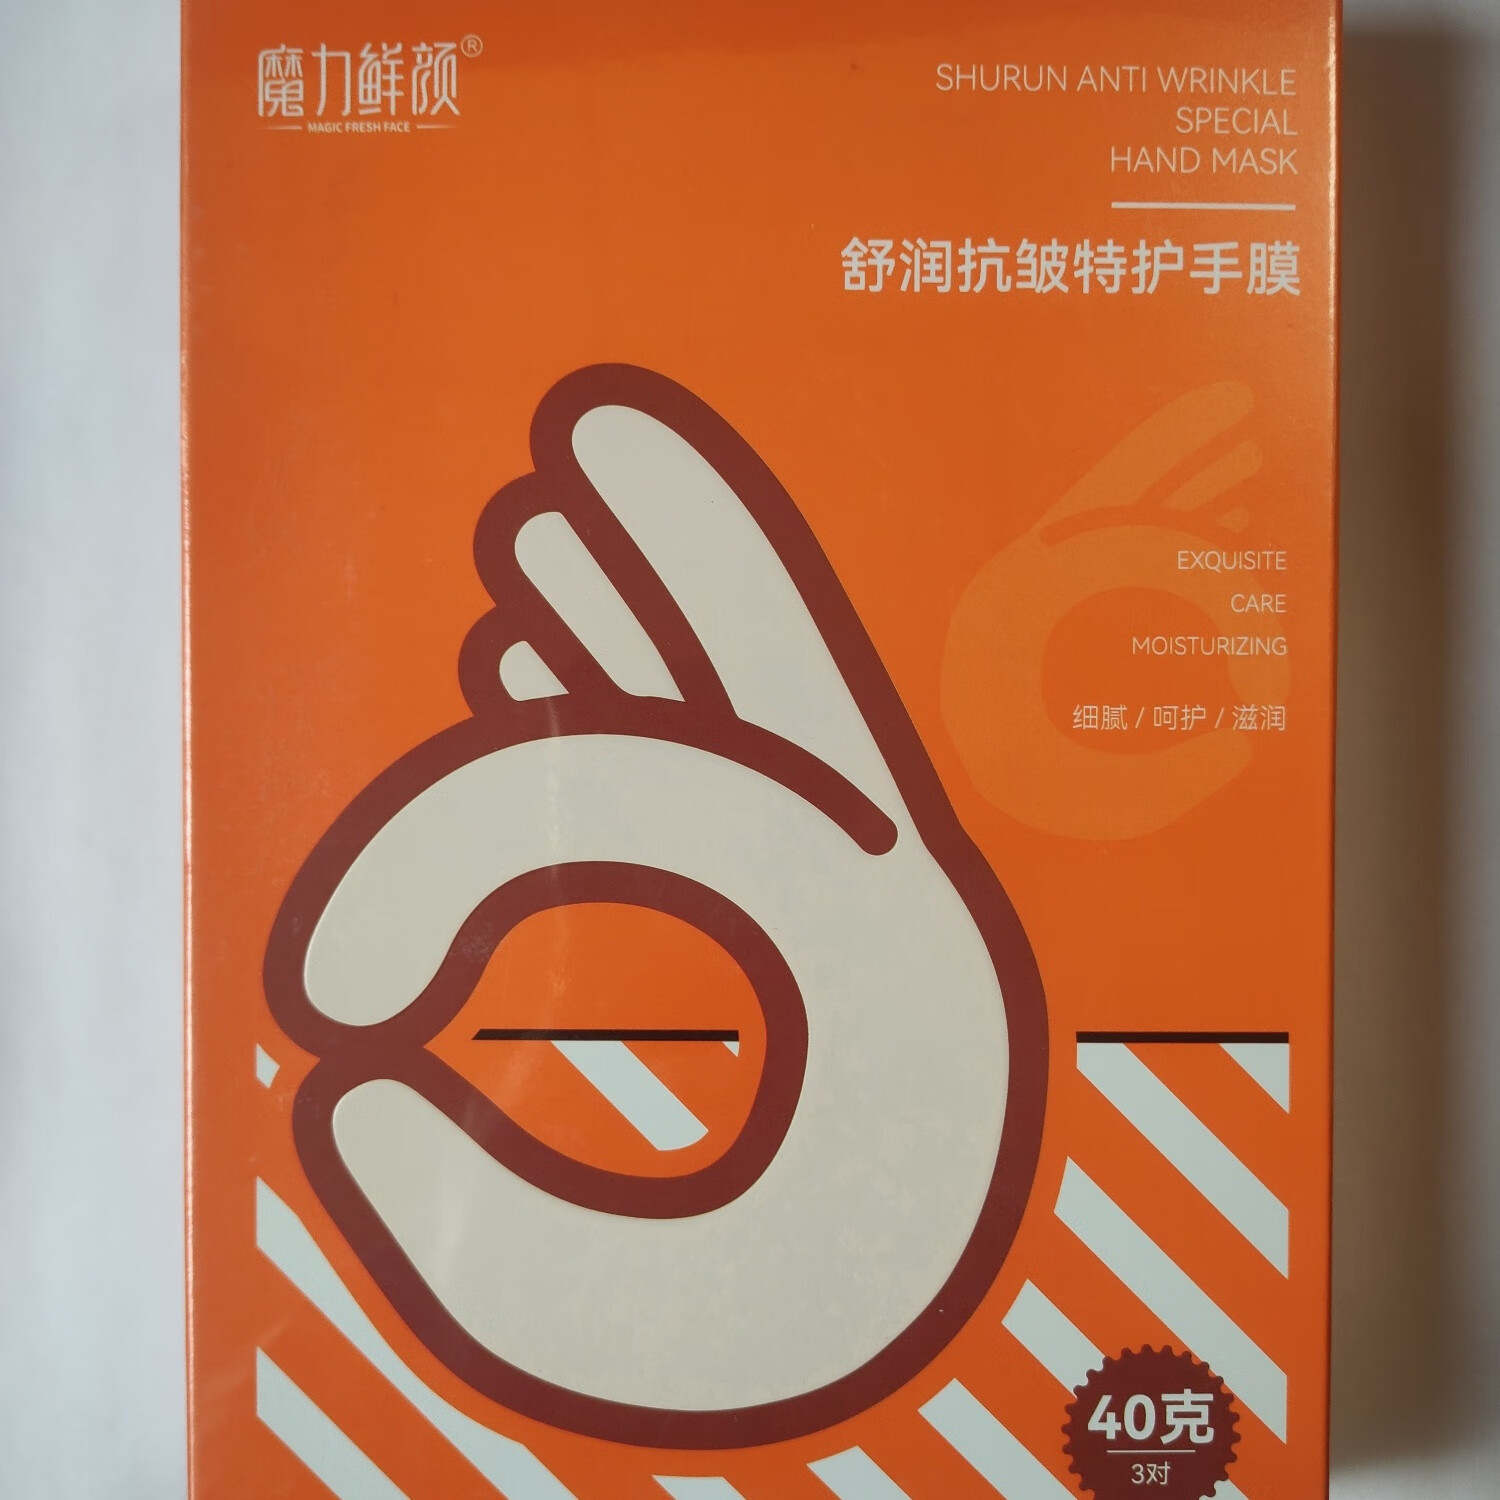 魔力鲜颜®
MAGIC FRESH FACE
SHURUN ANTI WRINKLE
SPECIAL
HAND MASK
舒润抗皱特护手膜
EXQUISITE
CARE
MOISTURIZING
细腻 / 呵护 / 滋润
40克
3对